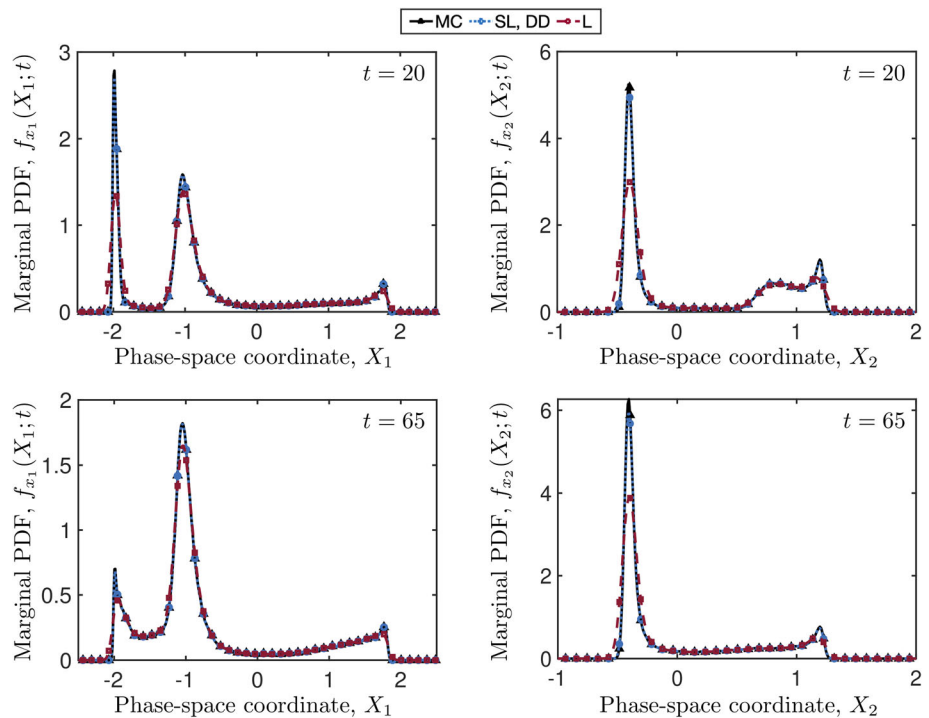 MC SL, DD L
Marginal PDF, f_{x_1}(X_1; t)
3
2
1
0
t = 20
-2 -1 0 1 2
Phase-space coordinate, X_1
Marginal PDF, f_{x_2}(X_2; t)
6
4
2
0
t = 20
-1 0 1 2
Phase-space coordinate, X_2
Marginal PDF, f_{x_1}(X_1; t)
2
1.5
1
0.5
0
t = 65
-2 -1 0 1 2
Phase-space coordinate, X_1
Marginal PDF, f_{x_2}(X_2; t)
6
4
2
0
t = 65
-1 0 1 2
Phase-space coordinate, X_2